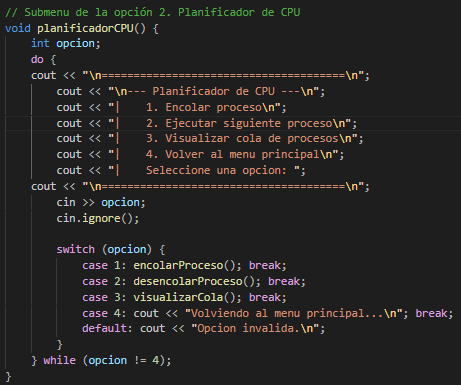 // Submenu de la opción 2. Planificador de CPU
void planificadorCPU() {
    int opcion;
    do {
    cout << "\n=====================================\n";
        cout << "\n--- Planificador de CPU ---\n";
        cout << "|    1. Encolar proceso\n";
        cout << "|    2. Ejecutar siguiente proceso\n";
        cout << "|    3. Visualizar cola de procesos\n";
        cout << "|    4. Volver al menu principal\n";
        cout << "|    Seleccione una opcion: ";
    cout << "\n=====================================\n";
        cin >> opcion;
        cin.ignore();

        switch (opcion) {
            case 1: encolarProceso(); break;
            case 2: desencolarProceso(); break;
            case 3: visualizarCola(); break;
            case 4: cout << "Volviendo al menu principal...\n"; break;
            default: cout << "Opcion invalida.\n";
        }
    } while (opcion != 4);
}